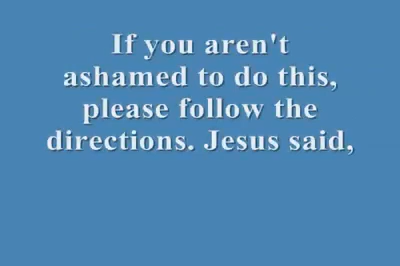 If you aren't
ashamed to do this,
please follow the
directions. Jesus said,